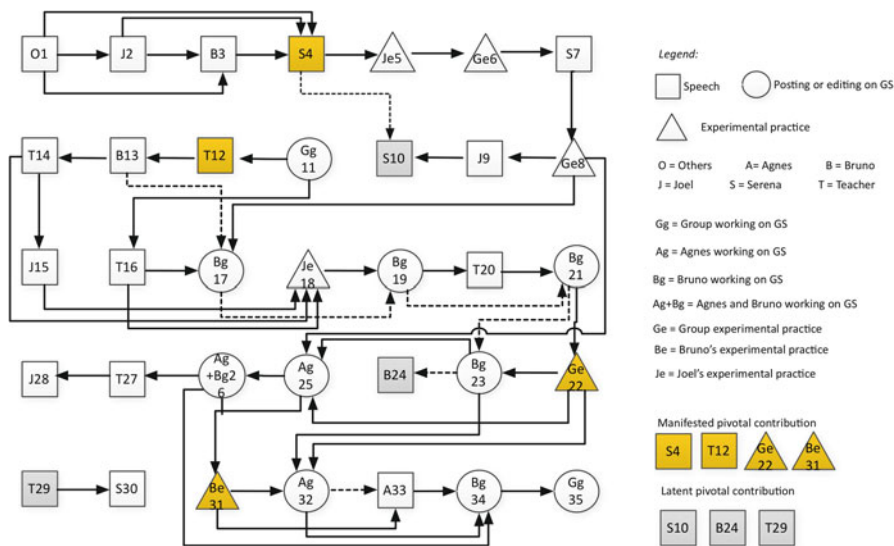 O1
J2
B3
S4
Je5
Ge6
S7
T14
B13
T12
Gg
11
S10
J9
Ge8
J15
T16
Bg
17
Je
18
Bg
19
T20
Bg
21
J28
T27
Ag
+Bg2
6
Ag
25
B24
Bg
23
Ge
22
T29
S30
Be
31
Ag
32
A33
Bg
34
Gg
35
Legend:
Speech
Posting or editing on GS
Experimental practice
O = Others A= Agnes B = Bruno
J = Joel S = Serena T = Teacher
Gg = Group working on GS
Ag = Agnes working on GS
Bg = Bruno working on GS
Ag+Bg = Agnes and Bruno working on GS
Ge = Group experimental practice
Be = Bruno's experimental practice
Je = Joel's experimental practice
Manifested pivotal contribution
S4
T12
Ge
22
Be
31
Latent pivotal contribution
S10
B24
T29